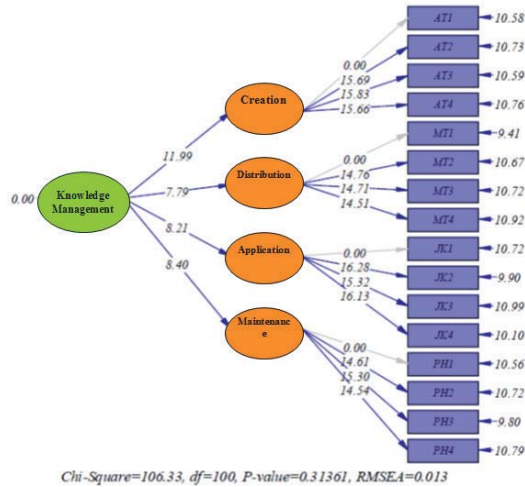 AT1
10.58
AT2
10.73
0.00
15.69
AT3
10.59
15.83
Creation
15.66
AT4
10.76
MT1
9.41
11.99
0.00
MT2
10.67
14.76
Distribution
14.71
MT3
10.72
7.79
14.51
0.00
Knowledge
Management
MT4
10.92
8.21
0.00
JK1
10.72
Application
16.28
JK2
9.90
8.40
15.32
16.13
JK3
10.99
JK4
10.10
Maintenanc
e
0.00
PH1
10.56
14.61
PH2
10.72
15.30
14.54
PH3
9.80
PH4
10.79
Chi-Square=106.33, df=100, P-value=0.31361, RMSEA=0.013